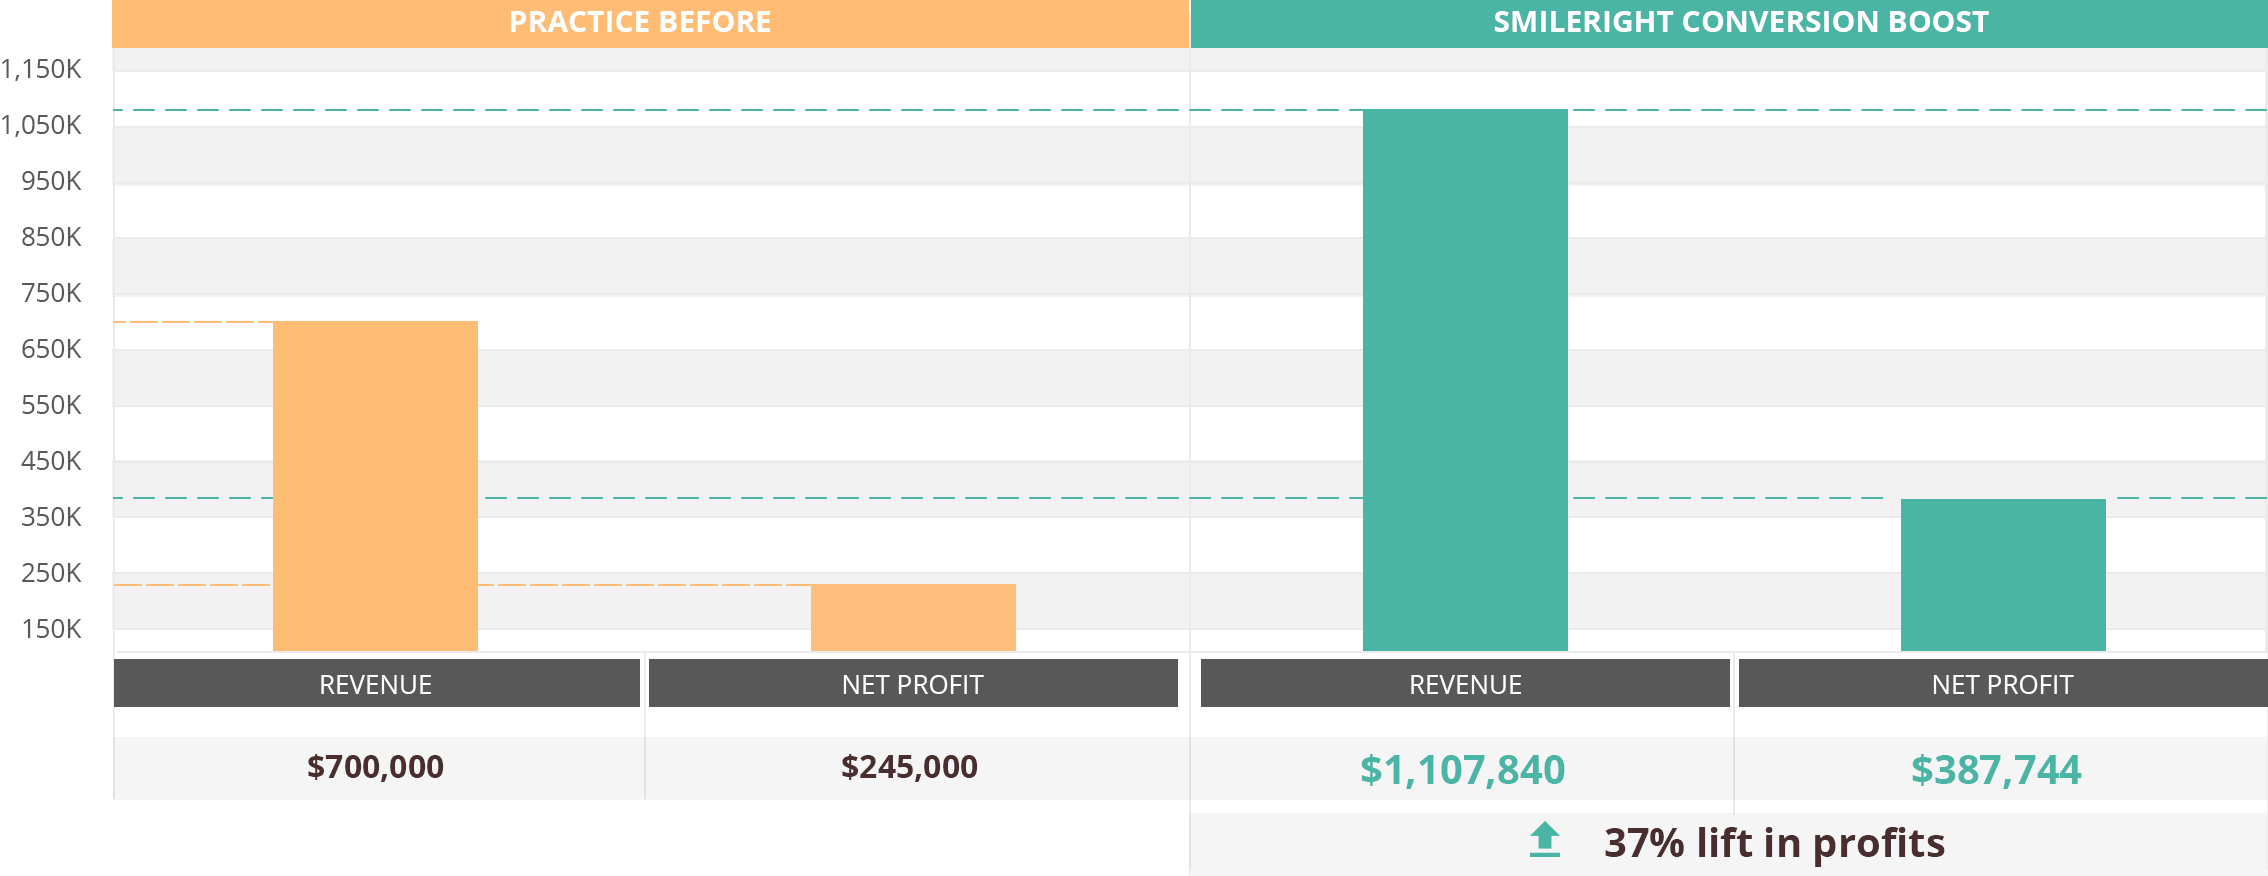 PRACTICE BEFORE
SMILERIGHT CONVERSION BOOST
1,150K
1,050K
950K
850K
750K
650K
550K
450K
350K
250K
150K
REVENUE
NET PROFIT
REVENUE
NET PROFIT
$700,000
$245,000
$1,107,840
$387,744
37% lift in profits